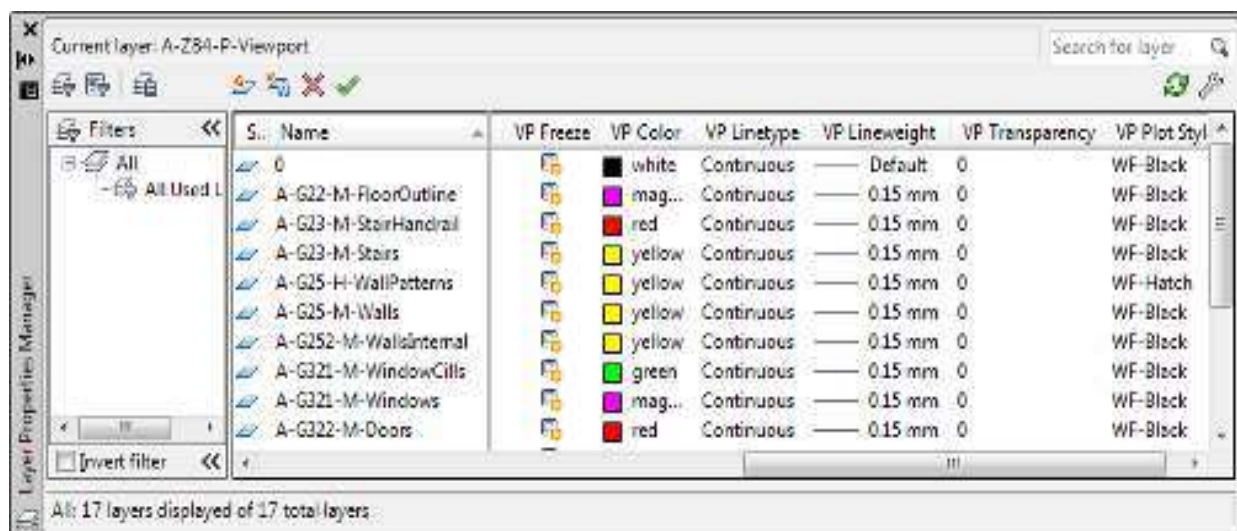 Current layer: A-Z84-P-Viewport
Search for layer
Filters
All
All Used L
Invert filter
S.. Name VP Freeze VP Color VP Linetype VP Lineweight VP Transparency VP Plot Styl
0 white Continuous Default 0 WF-Black
A-G22-M-FloorOutline mag... Continuous 0.15 mm 0 WF-Black
A-G23-M-StairHandrail red Continuous 0.15 mm 0 WF-Black
A-G23-M-Stairs yellow Continuous 0.15 mm 0 WF-Black
A-G25-H-WallPatterns yellow Continuous 0.15 mm 0 WF-Hatch
A-G25-M-Walls yellow Continuous 0.15 mm 0 WF-Black
A-G252-M-WallsInternal yellow Continuous 0.15 mm 0 WF-Black
A-G321-M-WindowCills green Continuous 0.15 mm 0 WF-Black
A-G321-M-Windows mag... Continuous 0.15 mm 0 WF-Black
A-G322-M-Doors red Continuous 0.15 mm 0 WF-Black
Layer Properties Manager
All: 17 layers displayed of 17 total layers